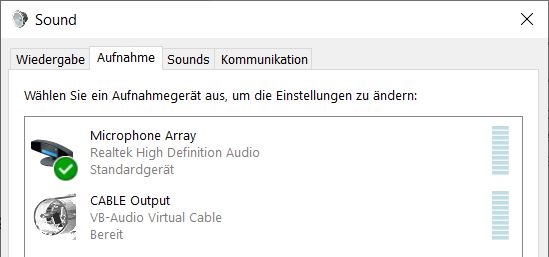 Sound
Wiedergabe Aufnahme Sounds Kommunikation
Wählen Sie ein Aufnahmegerät aus, um die Einstellungen zu ändern:
Microphone Array
Realtek High Definition Audio
Standardgerät
CABLE Output
VB-Audio Virtual Cable
Bereit